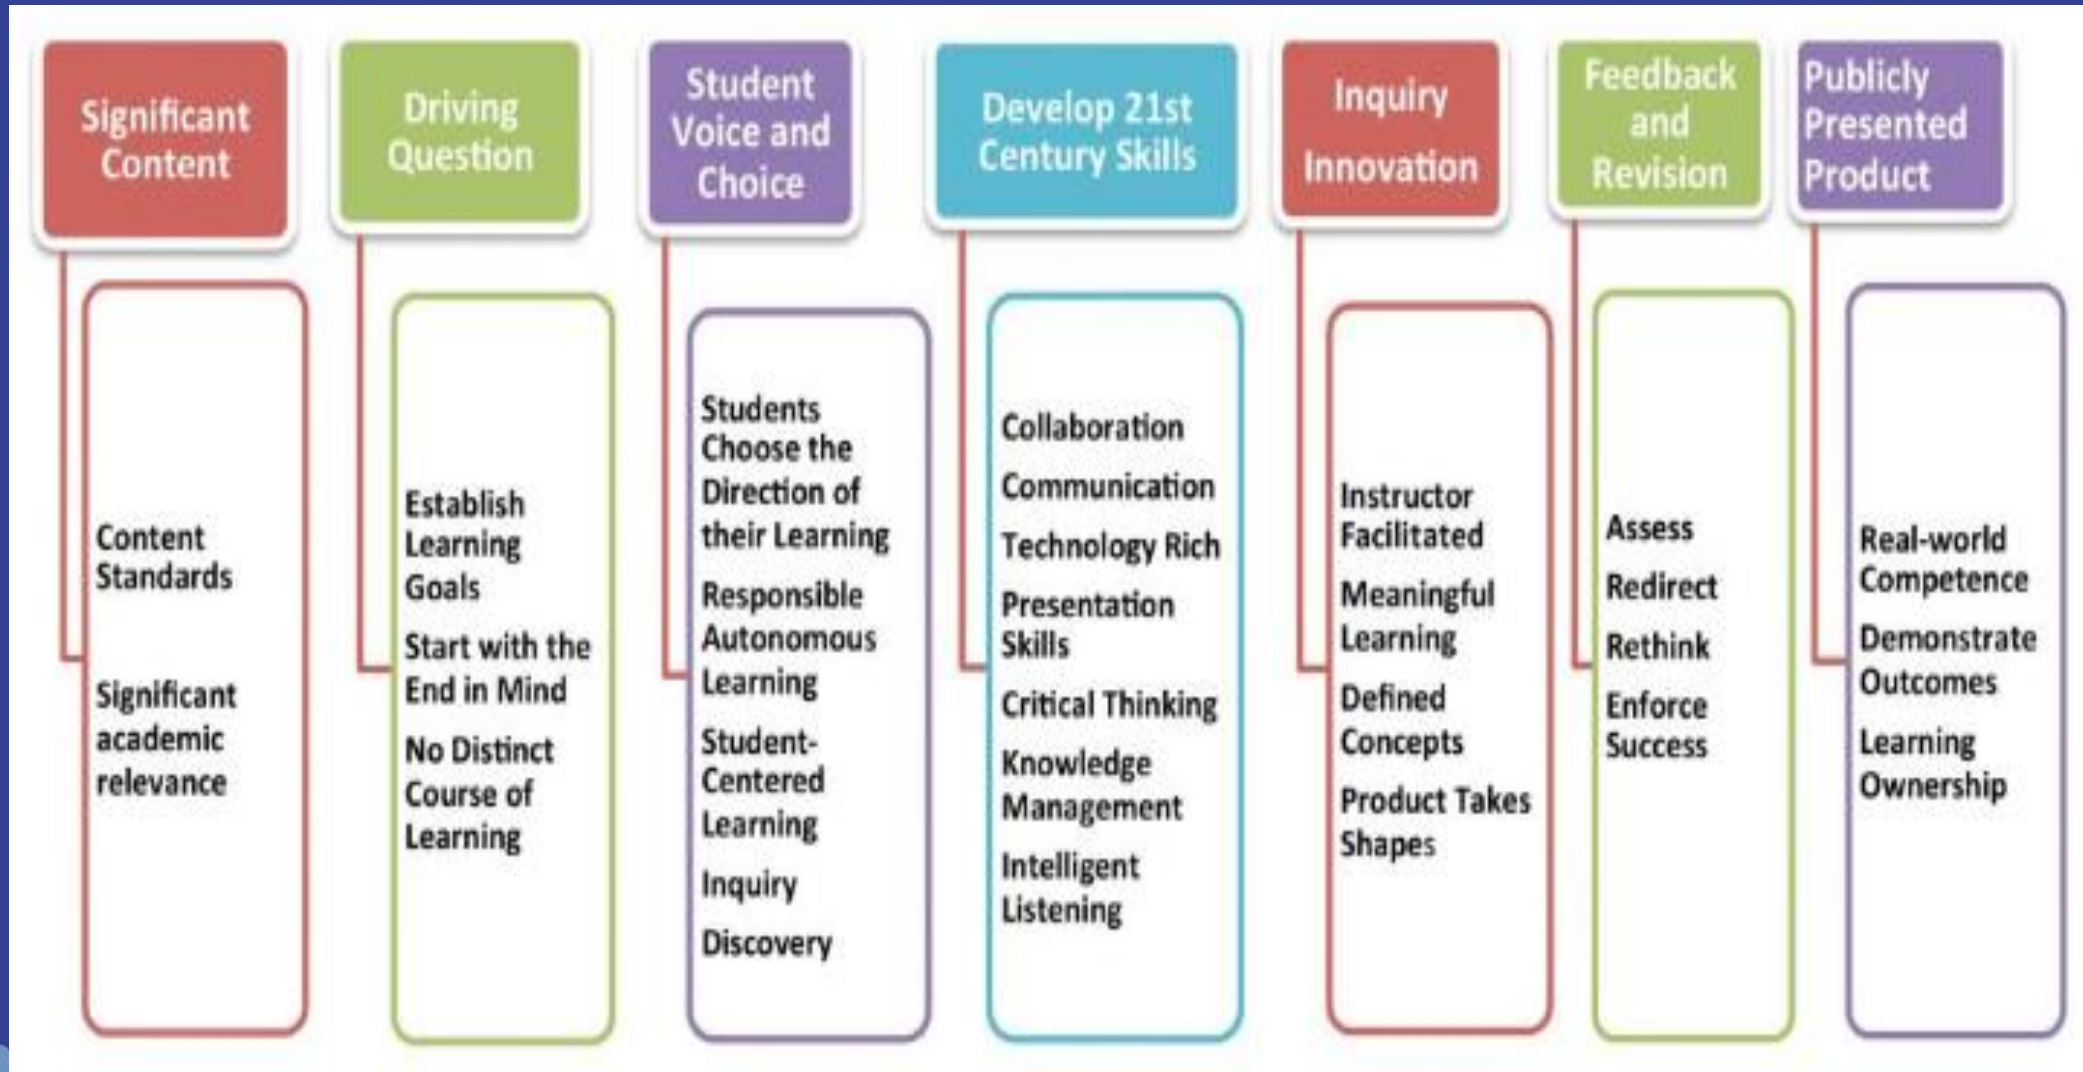 Significant
Content
Content
Standards
Significant
academic
relevance
Driving
Question
Establish
Learning
Goals
Start with the
End in Mind
No Distinct
Course of
Learning
Student
Voice and
Choice
Students
Choose the
Direction of
their Learning
Responsible
Autonomous
Learning
Student-
Centered
Learning
Inquiry
Discovery
Develop 21st
Century Skills
Collaboration
Communication
Technology Rich
Presentation
Skills
Critical Thinking
Knowledge
Management
Intelligent
Listening
Inquiry
Innovation
Instructor
Facilitated
Meaningful
Learning
Defined
Concepts
Product Takes
Shapes
Feedback
and
Revision
Assess
Redirect
Rethink
Enforce
Success
Publicly
Presented
Product
Real-world
Competence
Demonstrate
Outcomes
Learning
Ownership